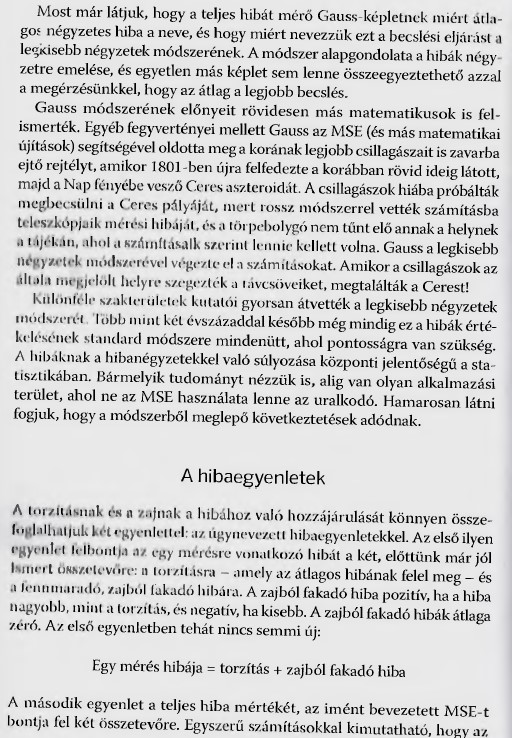 Most már látjuk, hogy a teljes hibát mérő Gauss-képletnek miért átla-
gos négyzetes hiba a neve, és hogy miért nevezzük ezt a becslési eljárást a
legkisebb négyzetek módszerének. A módszer alapgondolata a hibák négy-
zetre emelése, és egyetlen más képlet sem lenne összeegyeztethető azzal
a megérzésünkkel, hogy az átlag a legjobb becslés.
Gauss módszerének előnyeit rövidesen más matematikusok is fel-
ismerték. Egyéb fegyvertényei mellett Gauss az MSE (és más matematikai
újítások) segítségével oldotta meg a korának legjobb csillagászait is zavarba
ejtő rejtélyt, amikor 1801-ben újra felfedezte a korábban rövid ideig látott,
majd a Nap fényébe vesző Ceres aszteroidát. A csillagászok hiába próbálták
megbecsülni a Ceres pályáját, mert rossz módszerrel vették számításba
teleszkópjaik mérési hibáját, és a törpebolygó nem tűnt elő annak a helynek
a tájékán, ahol a számításaik szerint lennie kellett volna. Gauss a legkisebb
négyzetek módszerével végezte el a számításokat. Amikor a csillagászok az
általa megjelölt helyre szegezték a távcsöveiket, megtalálták a Cerest!
Különféle szakterületek kutatói gyorsan átvették a legkisebb négyzetek
módszerét. Több mint két évszázaddal később még mindig ez a hibák érté-
kelésének standard módszere mindenütt, ahol pontosságra van szükség.
A hibáknak a hibanégyzetekkel való súlyozása központi jelentőségű a sta-
tisztikában. Bármelyik tudományt nézzük is, alig van olyan alkalmazási
terület, ahol ne az MSE használata lenne az uralkodó. Hamarosan látni
fogjuk, hogy a módszerből meglepő következtetések adódnak.
A hibaegyenletek
A torzításnak és a zajnak a hibához való hozzájárulását könnyen össze-
foglalhatjuk két egyenlettel: az úgynevezett hibaegyenletekkel. Az első ilyen
egyenlet felbontja az egy mérésre vonatkozó hibát a két, előttünk már jól
ismert összetevőre: a torzításra – amely az átlagos hibának felel meg – és
a fennmaradó, zajból fakadó hibára. A zajból fakadó hiba pozitív, ha a hiba
nagyobb, mint a torzítás, és negatív, ha kisebb. A zajból fakadó hibák átlaga
zéró. Az első egyenletben tehát nincs semmi új:
Egy mérés hibája = torzítás + zajból fakadó hiba
A második egyenlet a teljes hiba mértékét, az imént bevezetett MSE-t
bontja fel két összetevőre. Egyszerű számításokkal kimutatható, hogy az